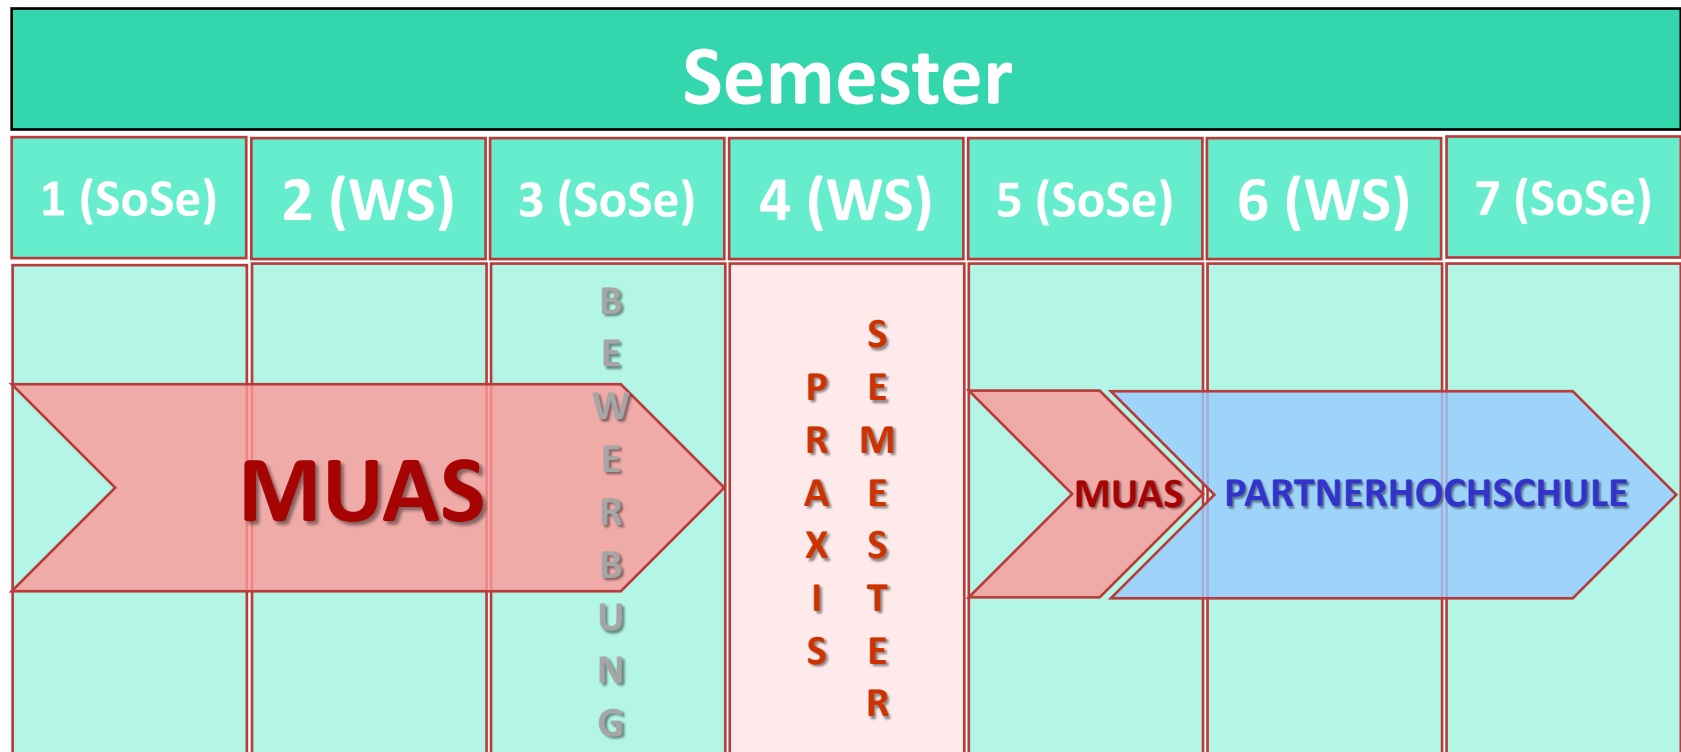 Semester
1 (SoSe)
2 (WS)
3 (SoSe)
4 (WS)
5 (SoSe)
6 (WS)
7 (SoSe)
MUAS
BEWERBUNG
PRAXIS
SEMESTER
MUAS
PARTNERHOCHSCHULE